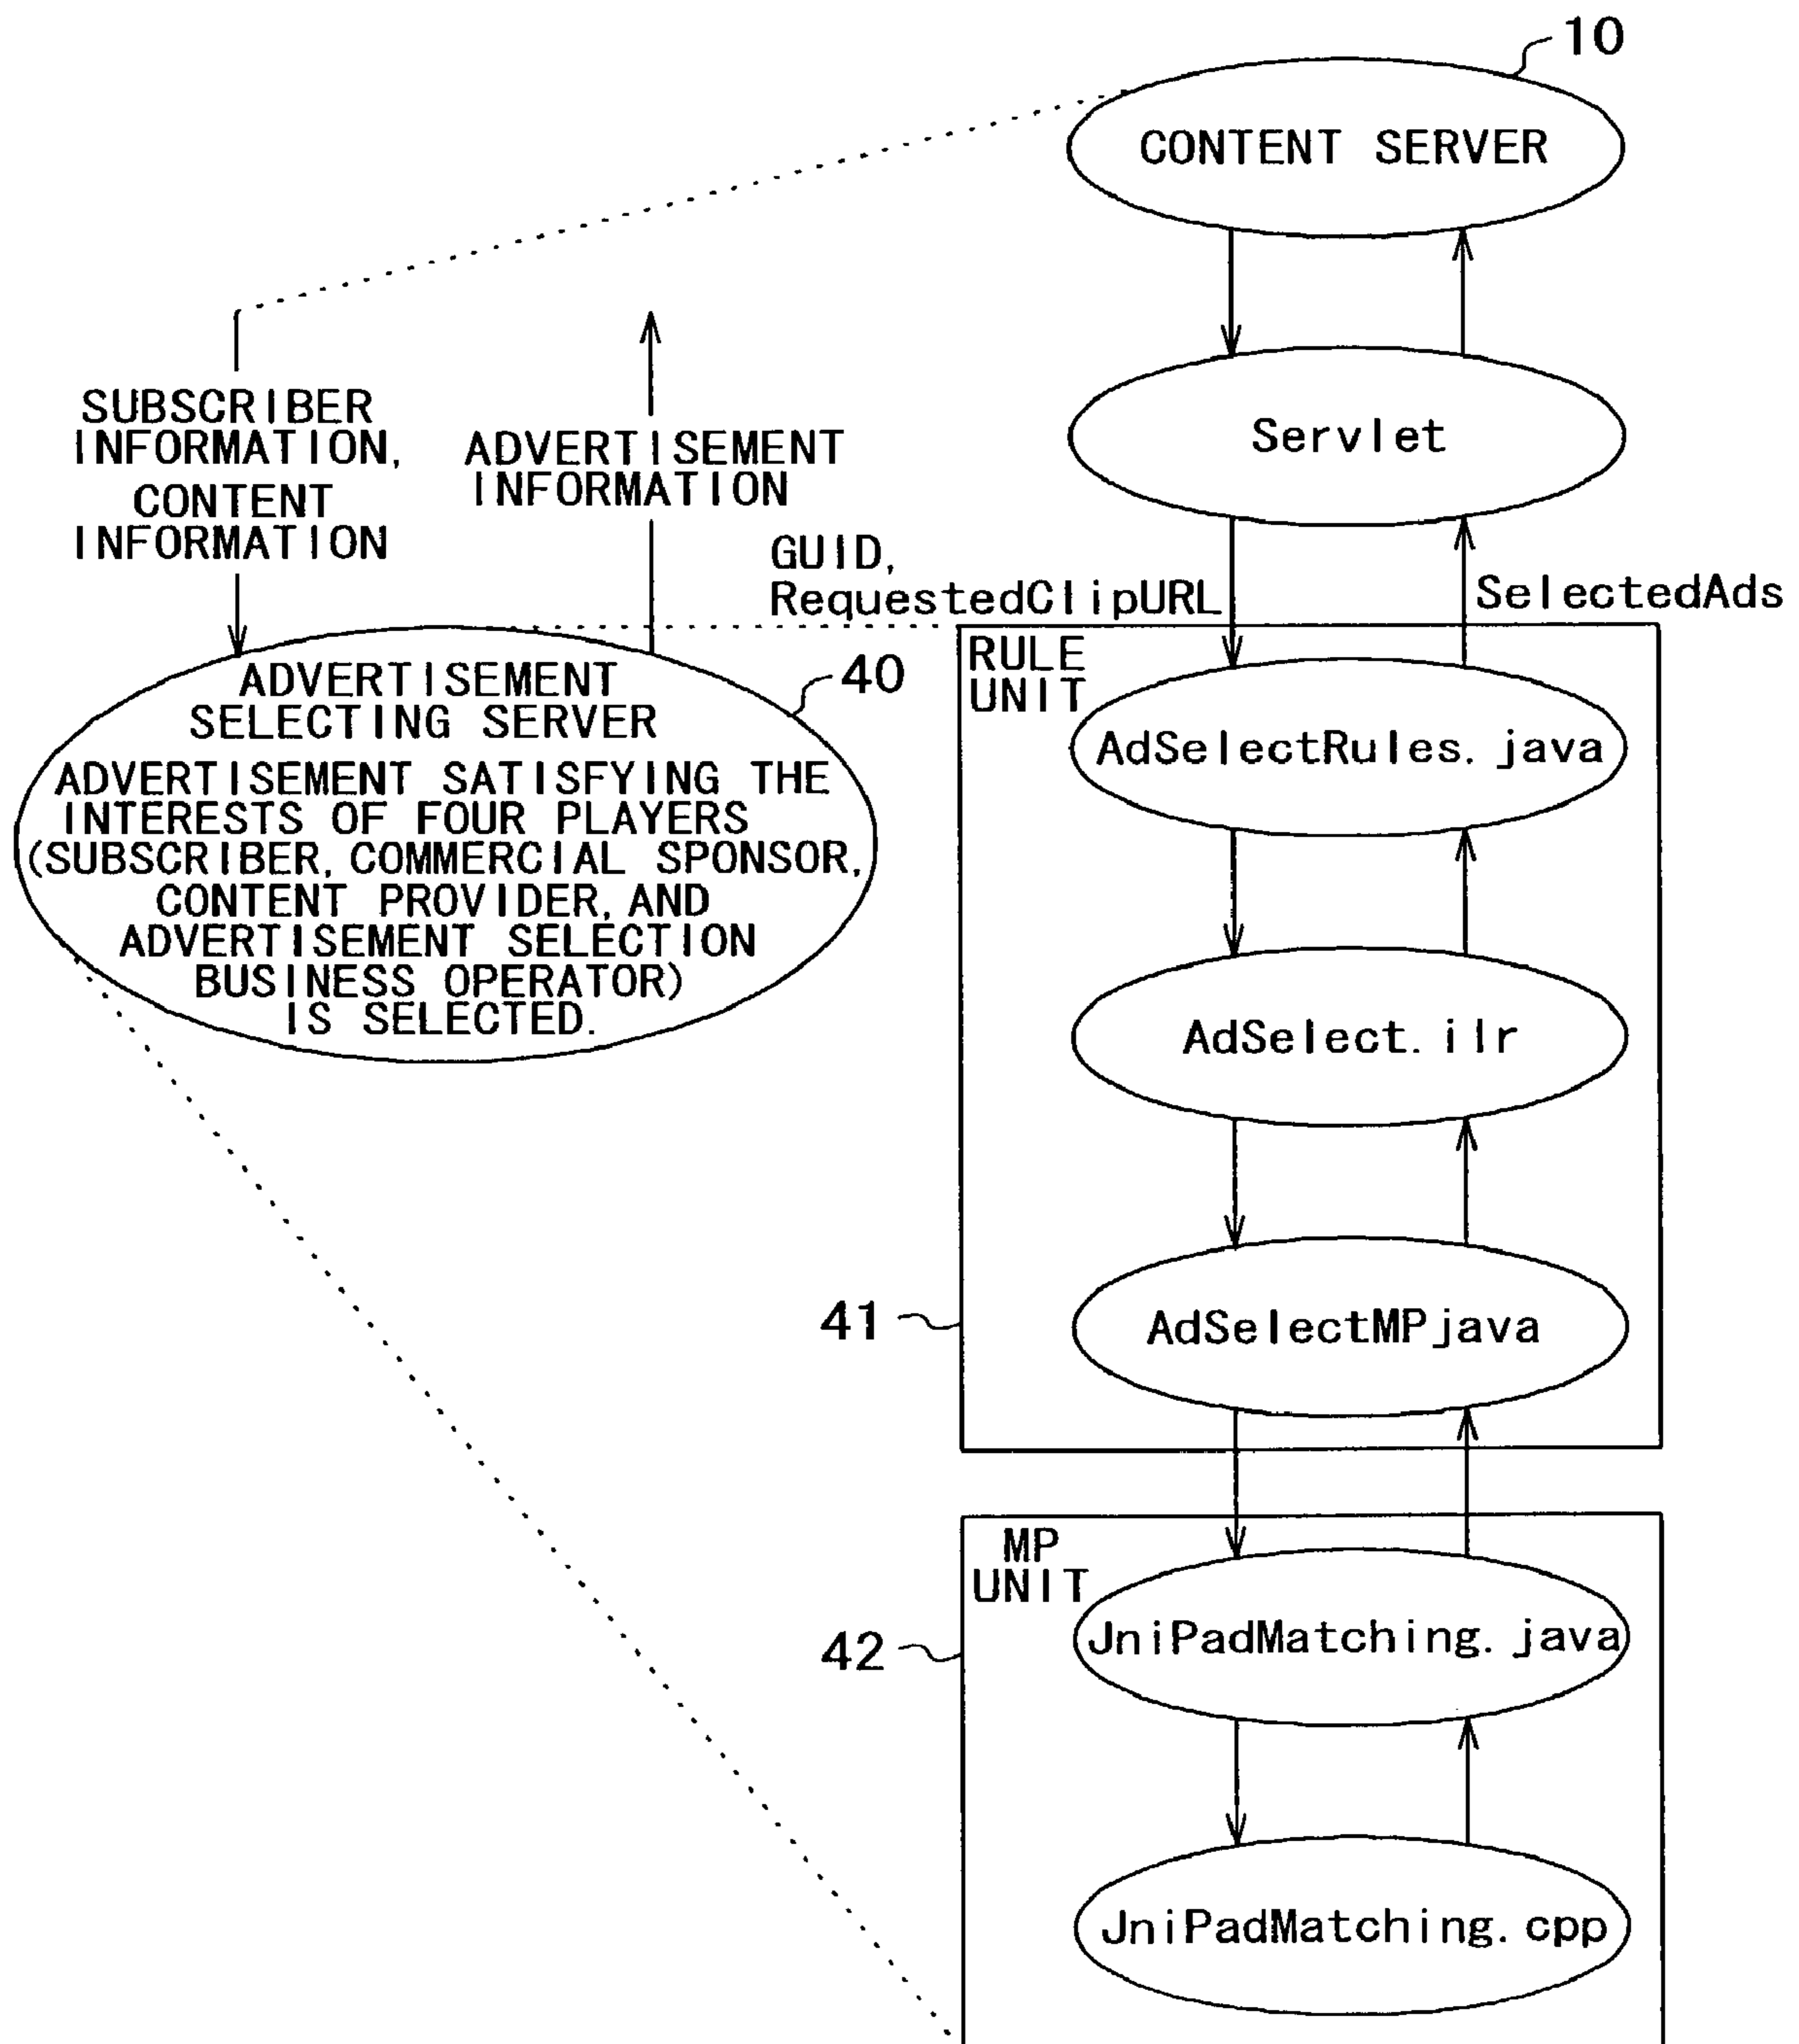 10
CONTENT SERVER
Servlet
SUBSCRIBER
INFORMATION,
CONTENT
INFORMATION
ADVERTISEMENT
INFORMATION
GUID,
RequestedClipURL
SelectedAds
40
ADVERTISEMENT
SELECTING SERVER
ADVERTISEMENT SATISFYING THE
INTERESTS OF FOUR PLAYERS
(SUBSCRIBER, COMMERCIAL SPONSOR,
CONTENT PROVIDER, AND
ADVERTISEMENT SELECTION
BUSINESS OPERATOR)
IS SELECTED.
RULE
UNIT
AdSelectRules.java
AdSelect.ilr
41
AdSelectMPjava
MP
UNIT
42
JniPadMatching.java
JniPadMatching.cpp